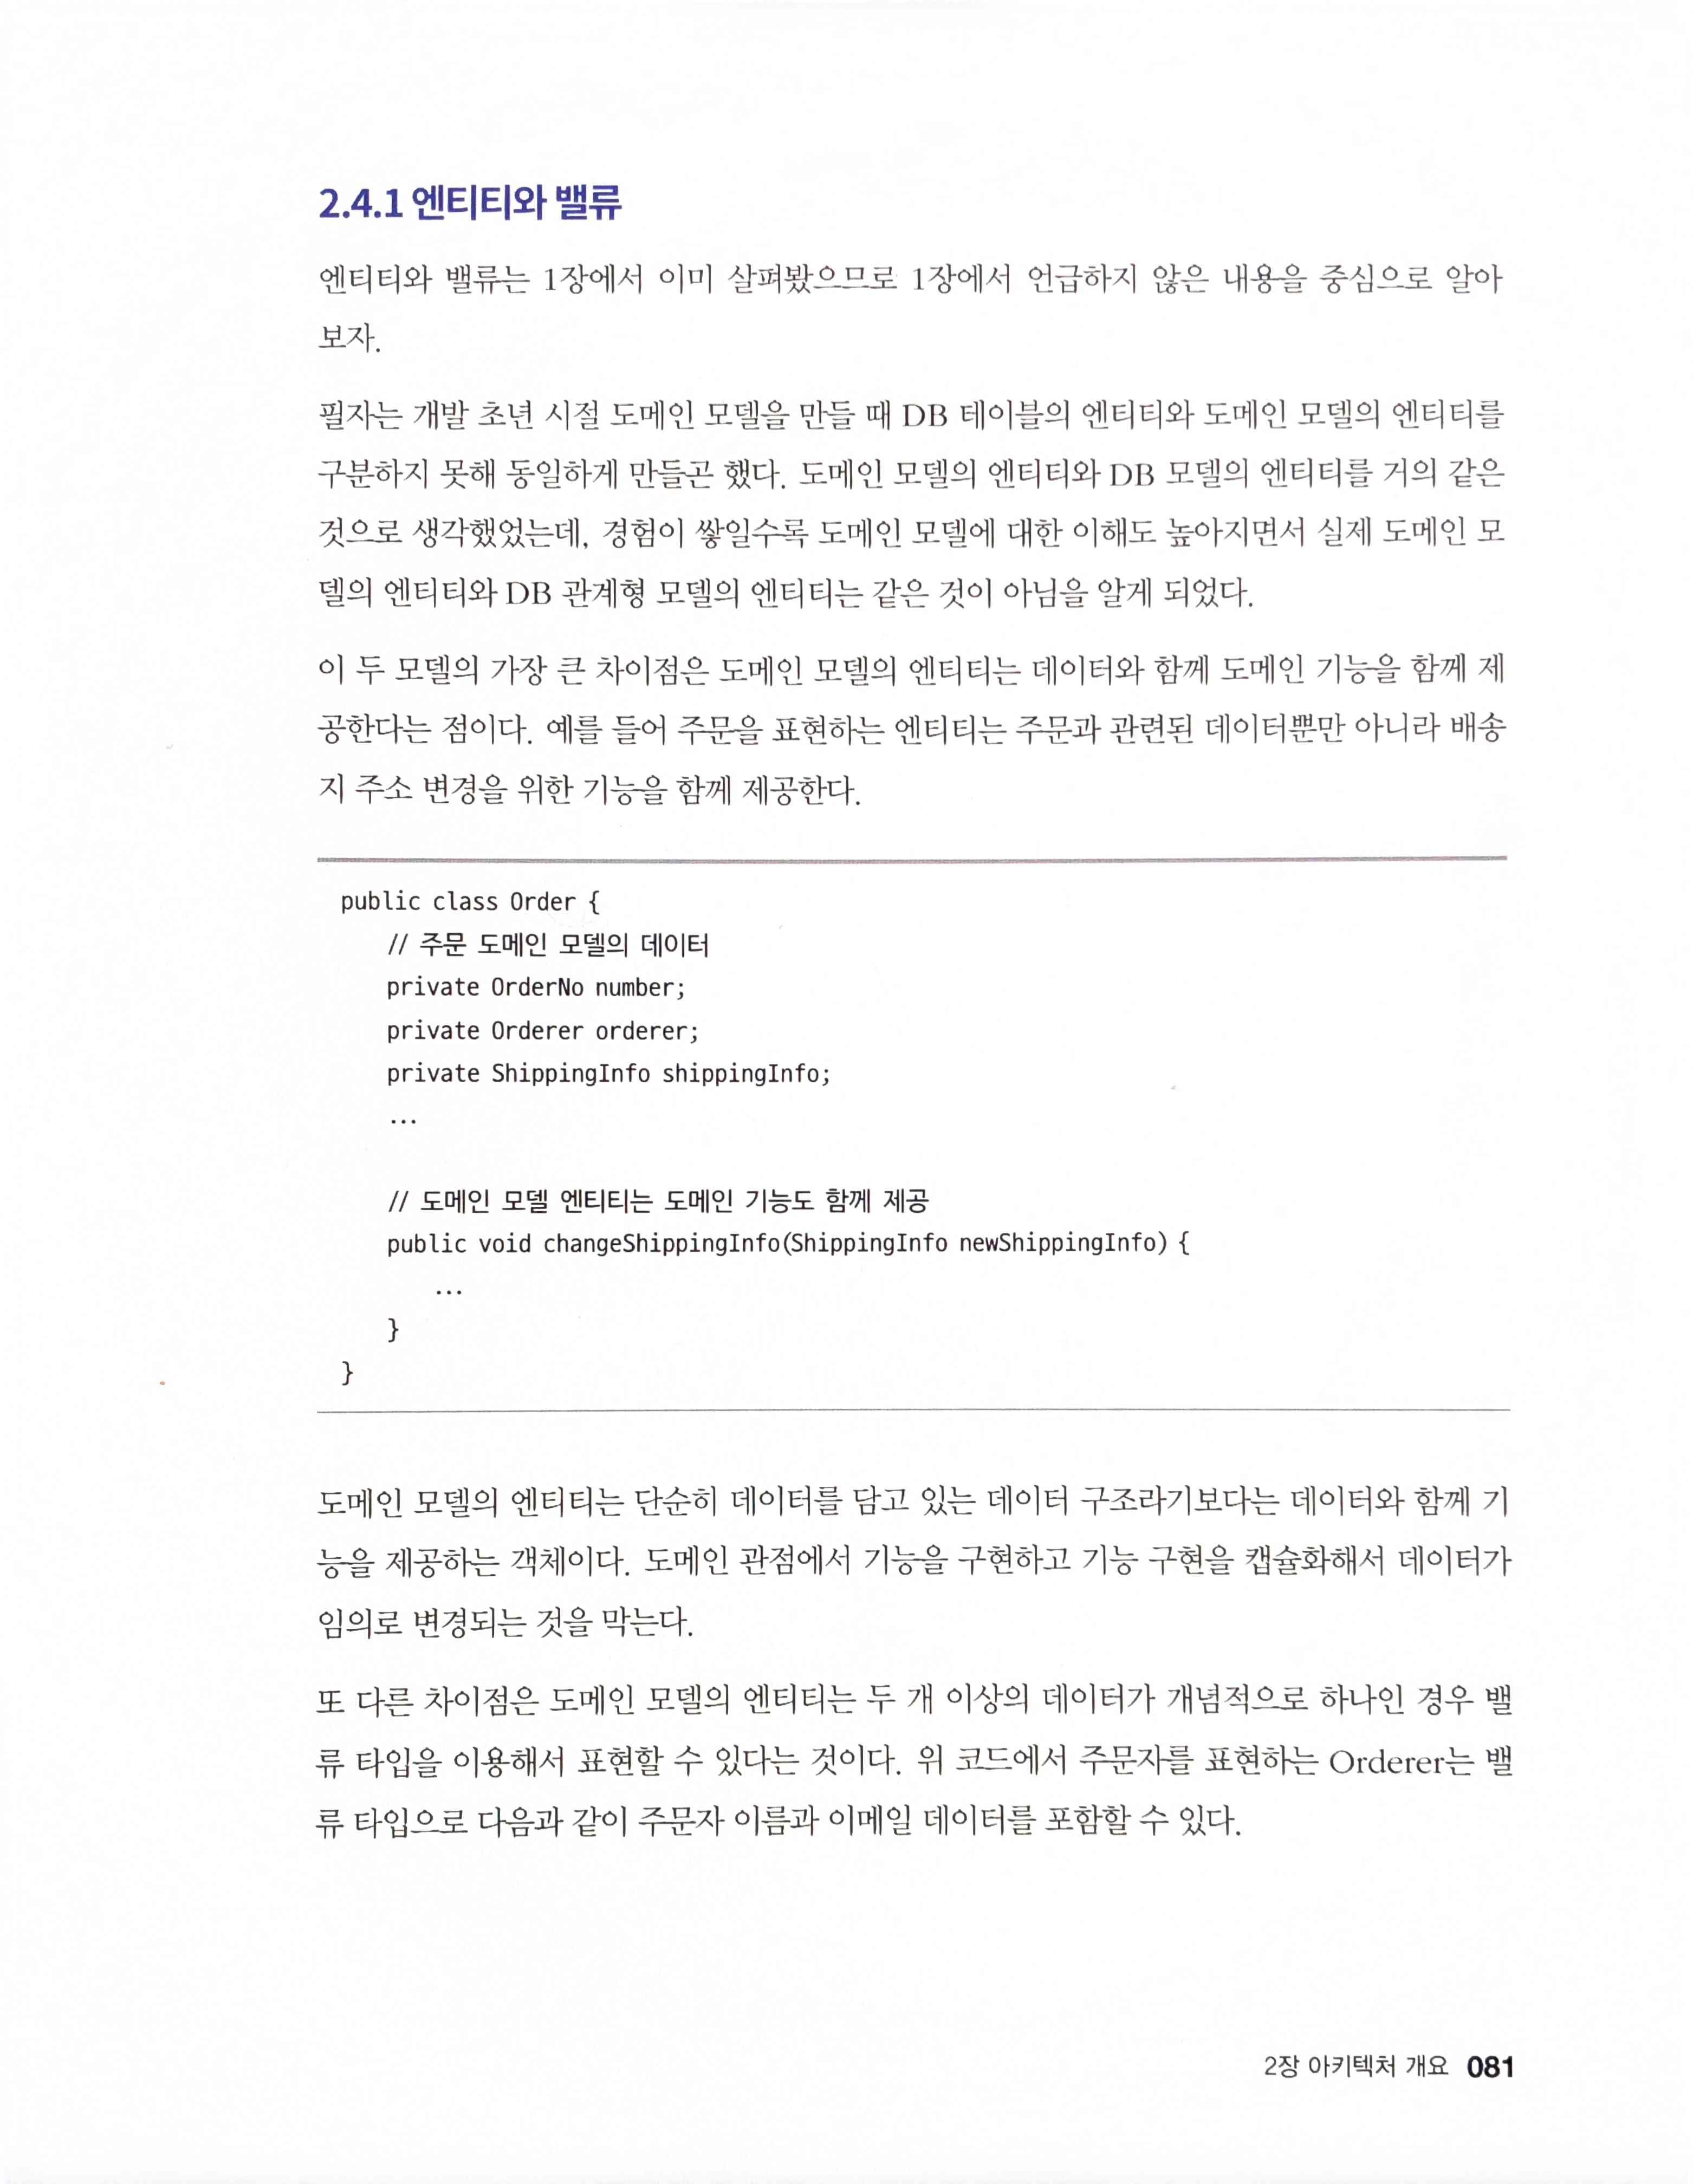 2.4.1 엔티티와 밸류
엔티티와 밸류는 1장에서 이미 살펴봤으므로 1장에서 언급하지 않은 내용을 중심으로 알아
보자.
필자는 개발 초년 시절 도메인 모델을 만들 때 DB 테이블의 엔티티와 도메인 모델의 엔티티를
구분하지 못해 동일하게 만들곤 했다. 도메인 모델의 엔티티와 DB 모델의 엔티티를 거의 같은
것으로 생각했었는데, 경험이 쌓일수록 도메인 모델에 대한 이해도 높아지면서 실제 도메인 모
델의 엔티티와 DB 관계형 모델의 엔티티는 같은 것이 아님을 알게 되었다.
이 두 모델의 가장 큰 차이점은 도메인 모델의 엔티티는 데이터와 함께 도메인 기능을 함께 제
공한다는 점이다. 예를 들어 주문을 표현하는 엔티티는 주문과 관련된 데이터뿐만 아니라 배송
지 주소 변경을 위한 기능을 함께 제공한다.
public class Order {
    // 주문 도메인 모델의 데이터
    private OrderNo number;
    private Orderer orderer;
    private ShippingInfo shippingInfo;
    ...
    // 도메인 모델 엔티티는 도메인 기능도 함께 제공
    public void changeShippingInfo(ShippingInfo newShippingInfo) {
        ...
    }
}
도메인 모델의 엔티티는 단순히 데이터를 담고 있는 데이터 구조라기보다는 데이터와 함께 기
능을 제공하는 객체이다. 도메인 관점에서 기능을 구현하고 기능 구현을 캡슐화해서 데이터가
임의로 변경되는 것을 막는다.
또 다른 차이점은 도메인 모델의 엔티티는 두 개 이상의 데이터가 개념적으로 하나인 경우 밸
류 타입을 이용해서 표현할 수 있다는 것이다. 위 코드에서 주문자를 표현하는 Orderer는 밸
류 타입으로 다음과 같이 주문자 이름과 이메일 데이터를 포함할 수 있다.
2장 아키텍처 개요 081